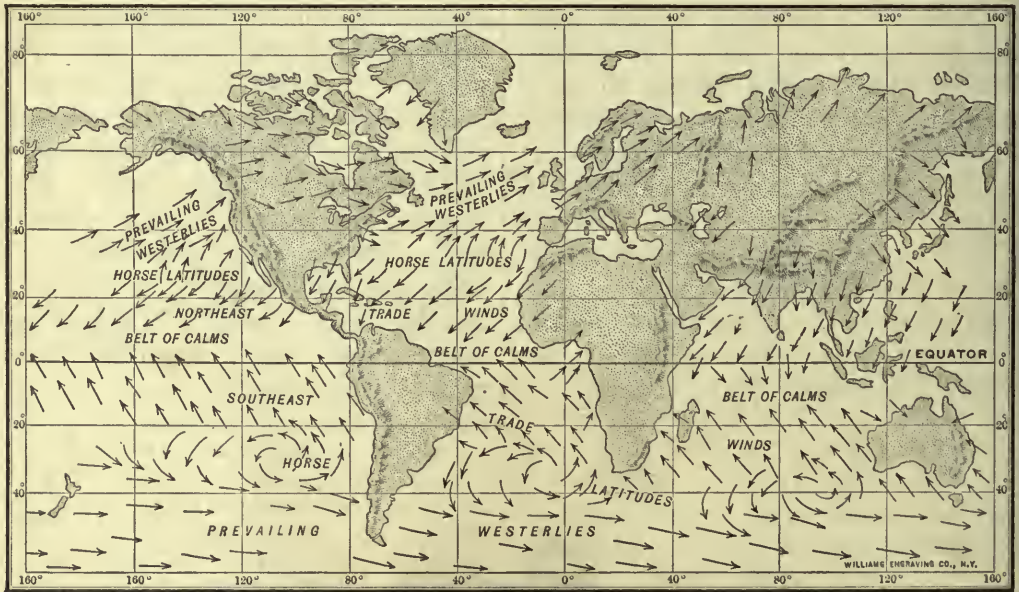 160° 120° 80° 40° 0° 40° 80° 120° 160°
80° 80°
60° 60°
PREVAILING
WESTERLIES
PREVAILING
WESTERLIES
40° 40°
HORSE LATITUDES
HORSE LATITUDES
20° 20°
NORTHEAST TRADE WINDS
BELT OF CALMS
BELT OF CALMS
0° EQUATOR 0°
BELT OF CALMS
SOUTHEAST
TRADE
20° 20°
WINDS
HORSE
LATITUDES
40° 40°
PREVAILING WESTERLIES
WILLIAMS ENGRAVING CO., N.Y.
160° 120° 80° 40° 0° 40° 80° 120° 160°